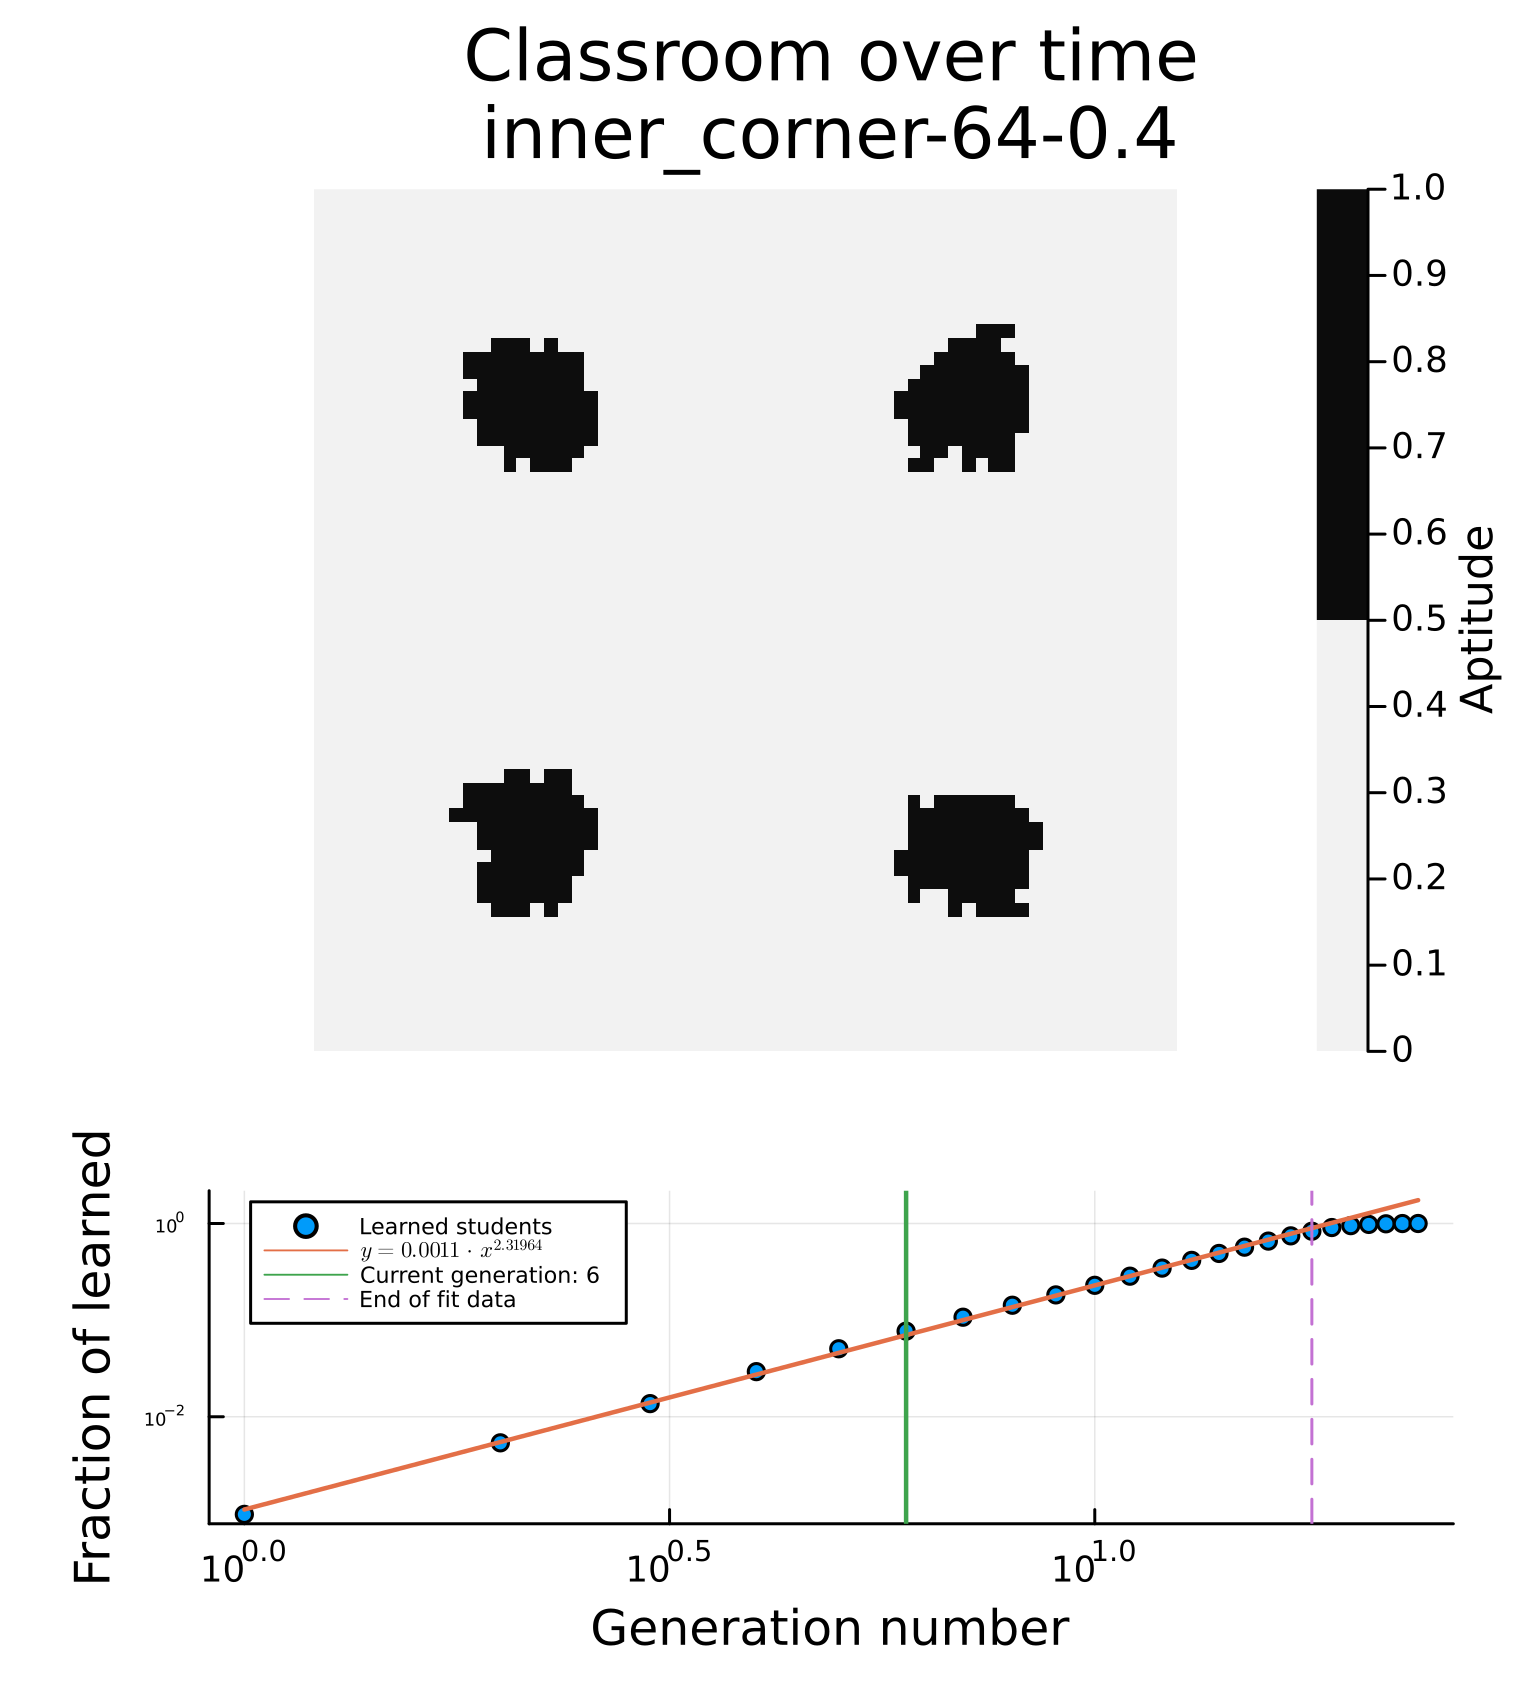 Classroom over time
inner_corner-64-0.4
1.0
0.9
0.8
0.7
0.6
0.5
0.4
0.3
0.2
0.1
0
Aptitude
Fraction of learned
10^0
10^-2
Learned students
y = 0.0011 · x^2.31964
Current generation: 6
End of fit data
10^0.0
10^0.5
10^1.0
Generation number